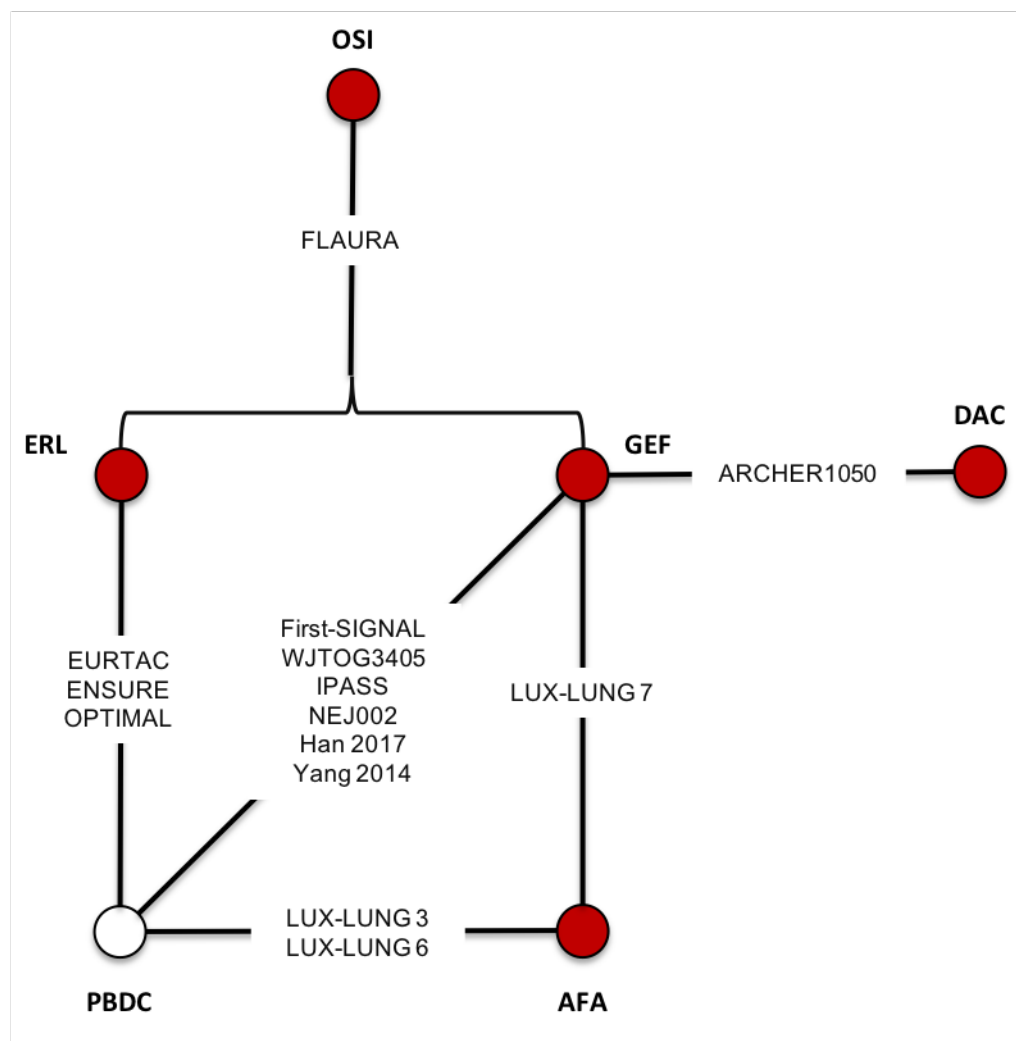 OSI
FLAURA
ERL
GEF
DAC
ARCHER1050
First-SIGNAL
WJTOG3405
IPASS
NEJ002
Han 2017
Yang 2014
EURTAC
ENSURE
OPTIMAL
LUX-LUNG 7
LUX-LUNG 3
LUX-LUNG 6
PBDC
AFA